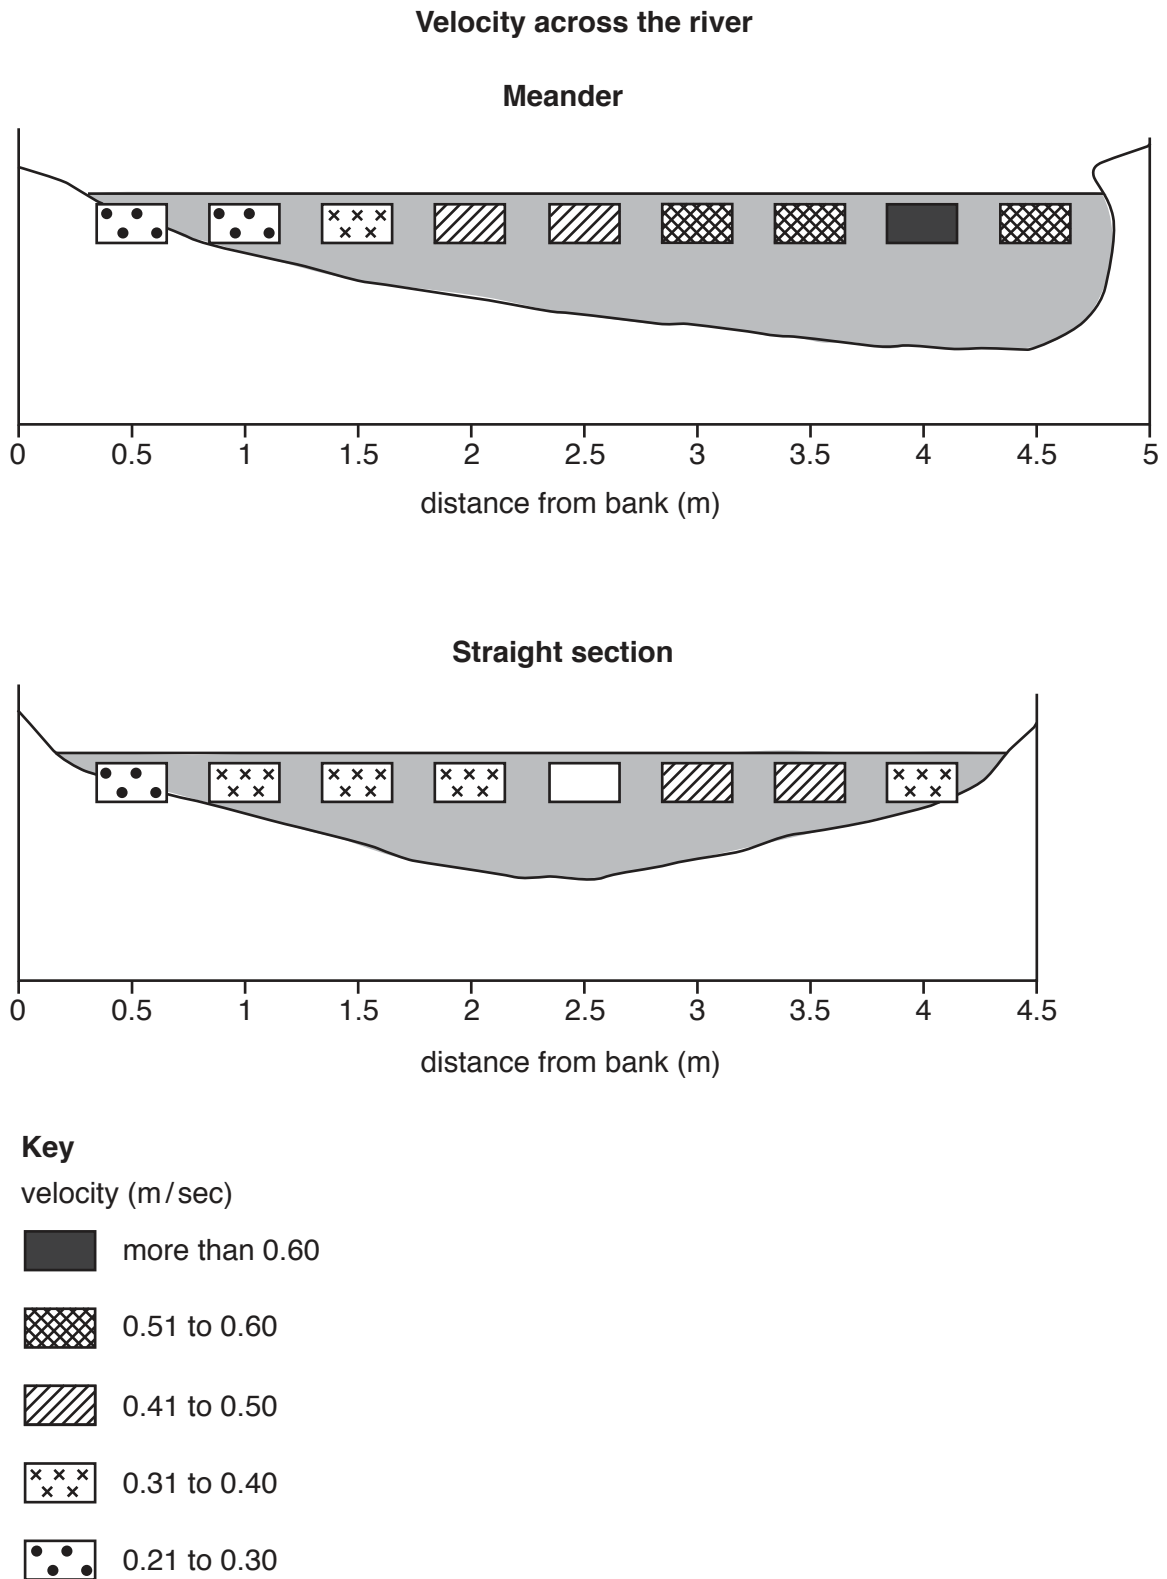 Velocity across the river
Meander
0 0.5 1 1.5 2 2.5 3 3.5 4 4.5 5
distance from bank (m)
Straight section
0 0.5 1 1.5 2 2.5 3 3.5 4 4.5
distance from bank (m)
Key
velocity (m / sec)
more than 0.60
0.51 to 0.60
0.41 to 0.50
0.31 to 0.40
0.21 to 0.30